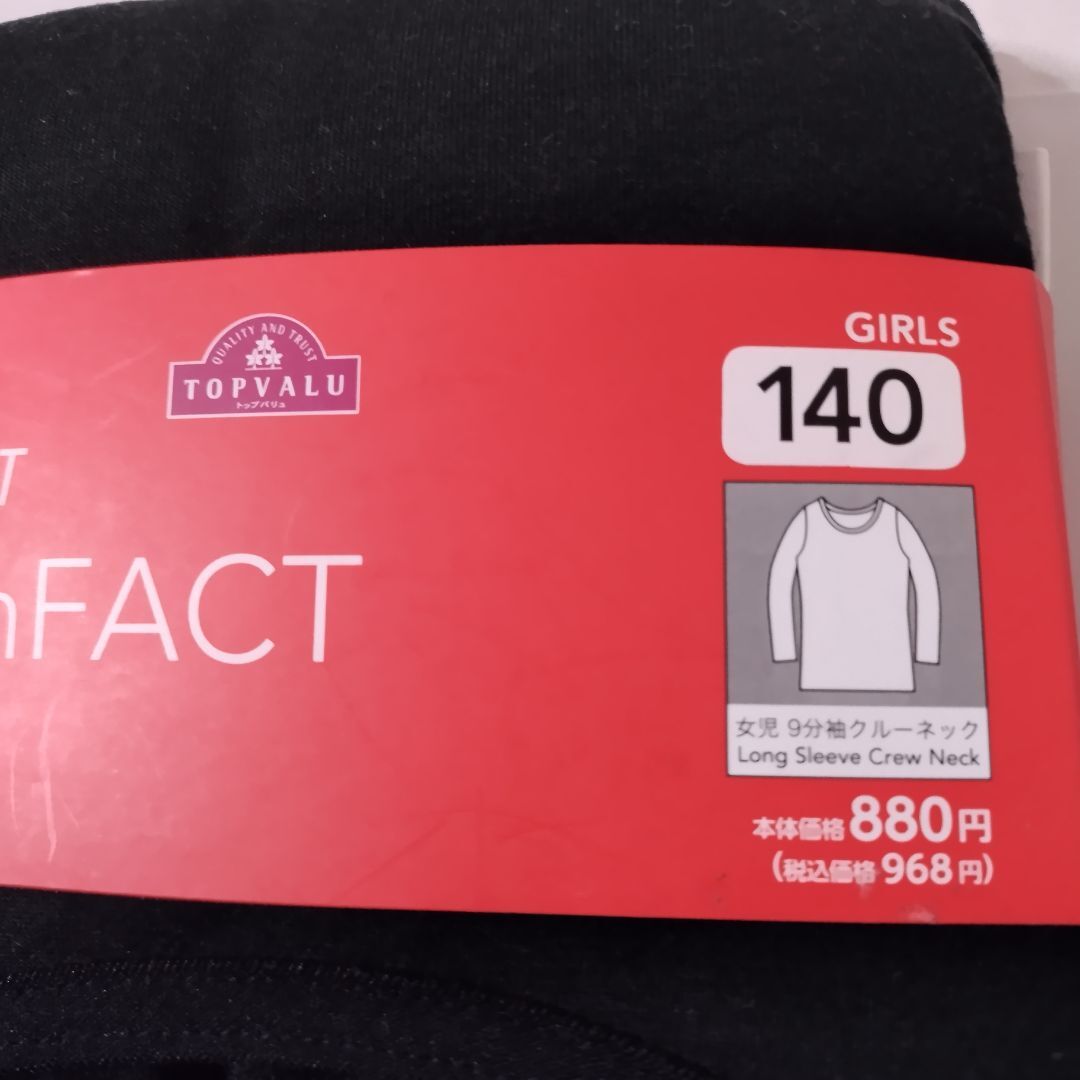 QUALITY AND TRUST
TOPVALU
トップバリュ
T
nFACT
GIRLS
140
女児 9分袖クルーネック
Long Sleeve Crew Neck
本体価格880円
(税込価格968円)